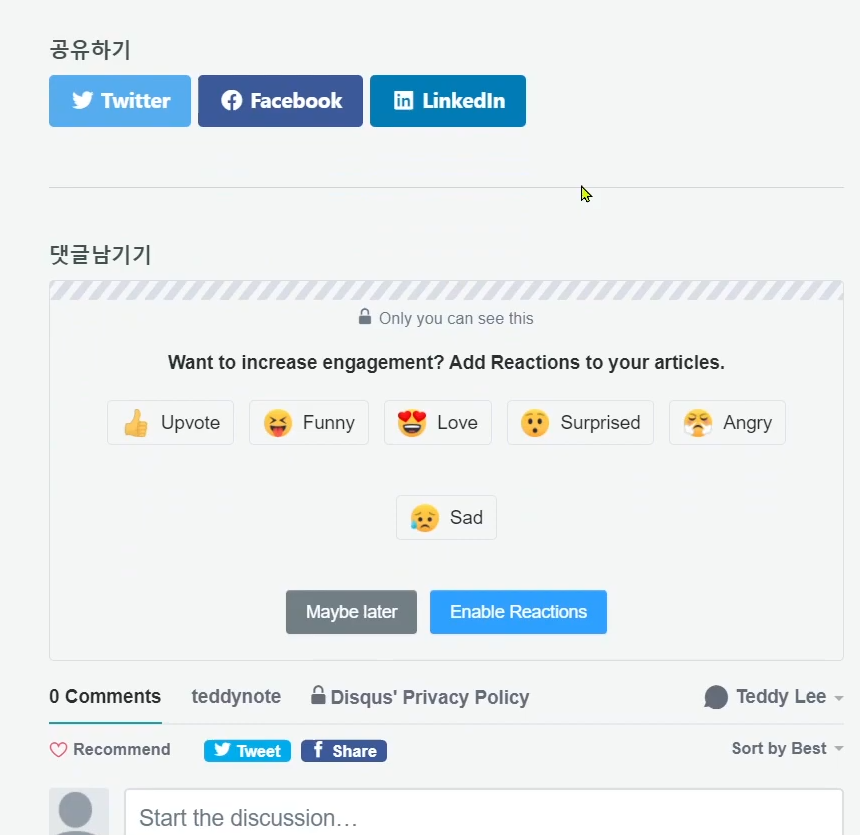 공유하기
Twitter Facebook LinkedIn
댓글남기기
Only you can see this
Want to increase engagement? Add Reactions to your articles.
Upvote Funny Love Surprised Angry
Sad
Maybe later Enable Reactions
0 Comments teddynote Disqus' Privacy Policy Teddy Lee
Recommend Tweet Share Sort by Best
Start the discussion…